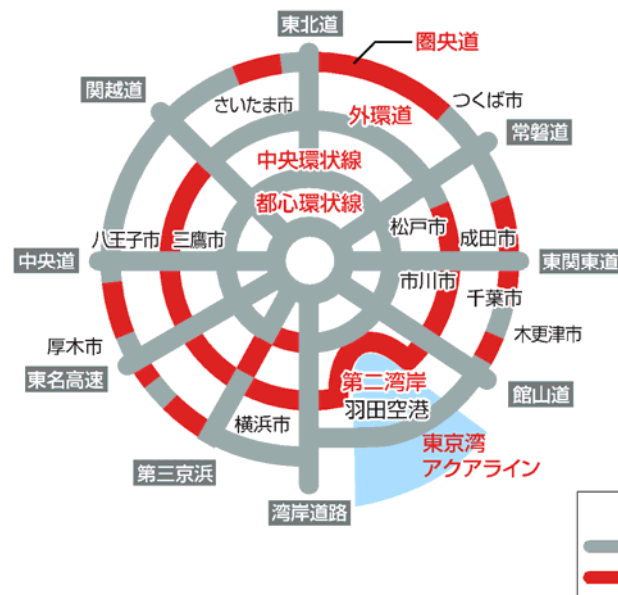 東北道
圏央道
関越道
さいたま市
つくば市
外環道
常磐道
中央環状線
都心環状線
松戸市
成田市
八王子市
三鷹市
中央道
東関東道
市川市
千葉市
木更津市
厚木市
東名高速
第二湾岸
館山道
羽田空港
横浜市
東京湾
アクアライン
第三京浜
湾岸道路